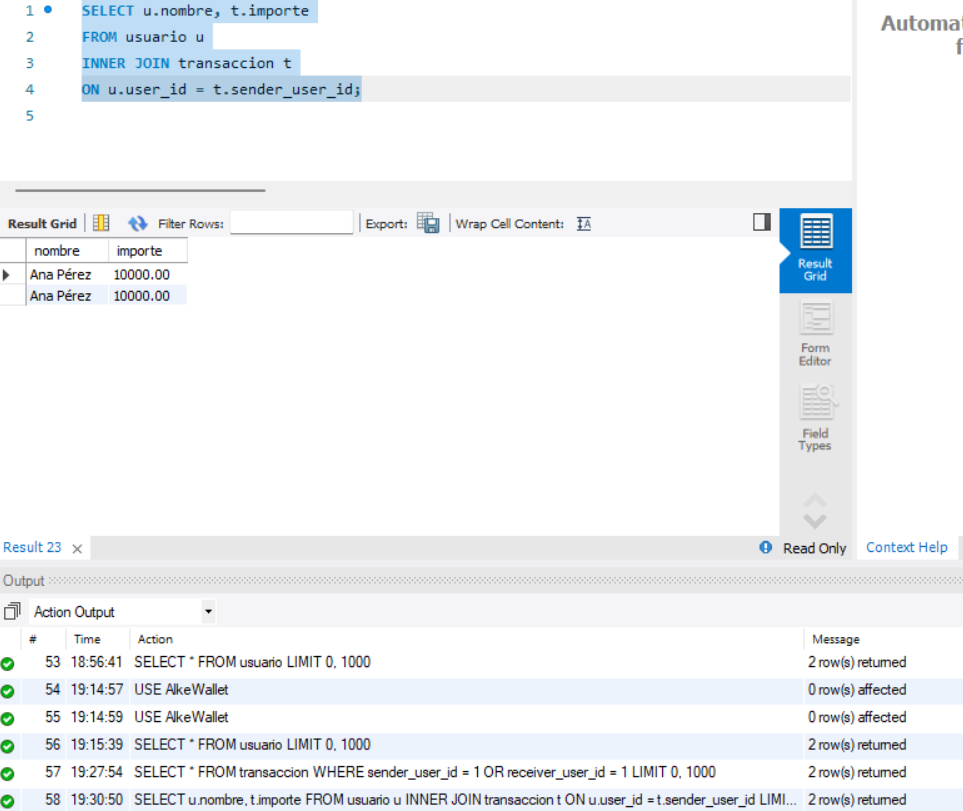 1 SELECT u.nombre, t.importe
2 FROM usuario u
3 INNER JOIN transaccion t
4 ON u.user_id = t.sender_user_id;
5
Automat
f
Result Grid Filter Rows: Export: Wrap Cell Content: IA
nombre importe
Ana Pérez 10000.00
Ana Pérez 10000.00
Result
Grid
Form
Editor
Field
Types
Result 23 × Read Only Context Help
Output
Action Output
# Time Action Message
53 18:56:41 SELECT * FROM usuario LIMIT 0, 1000 2 row(s) returned
54 19:14:57 USE AlkeWallet 0 row(s) affected
55 19:14:59 USE AlkeWallet 0 row(s) affected
56 19:15:39 SELECT * FROM usuario LIMIT 0, 1000 2 row(s) returned
57 19:27:54 SELECT * FROM transaccion WHERE sender_user_id = 1 OR receiver_user_id = 1 LIMIT 0, 1000 2 row(s) returned
58 19:30:50 SELECT u.nombre, t.importe FROM usuario u INNER JOIN transaccion t ON u.user_id = t.sender_user_id LIMI... 2 row(s) returned